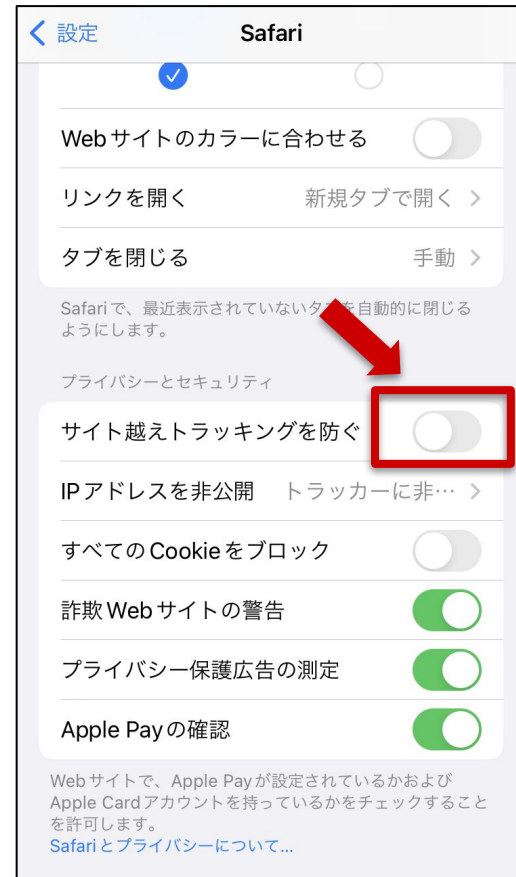 設定
Safari
Webサイトのカラーに合わせる
リンクを開く 新規タブで開く
タブを閉じる 手動
Safariで、最近表示されていないタブを自動的に閉じる
ようにします。
プライバシーとセキュリティ
サイト越えトラッキングを防ぐ
IPアドレスを非公開 トラッカーに非…
すべてのCookieをブロック
詐欺Webサイトの警告
プライバシー保護広告の測定
Apple Payの確認
Webサイトで、Apple Payが設定されているかおよび
Apple Cardアカウントを持っているかをチェックすること
を許可します。
Safariとプライバシーについて...